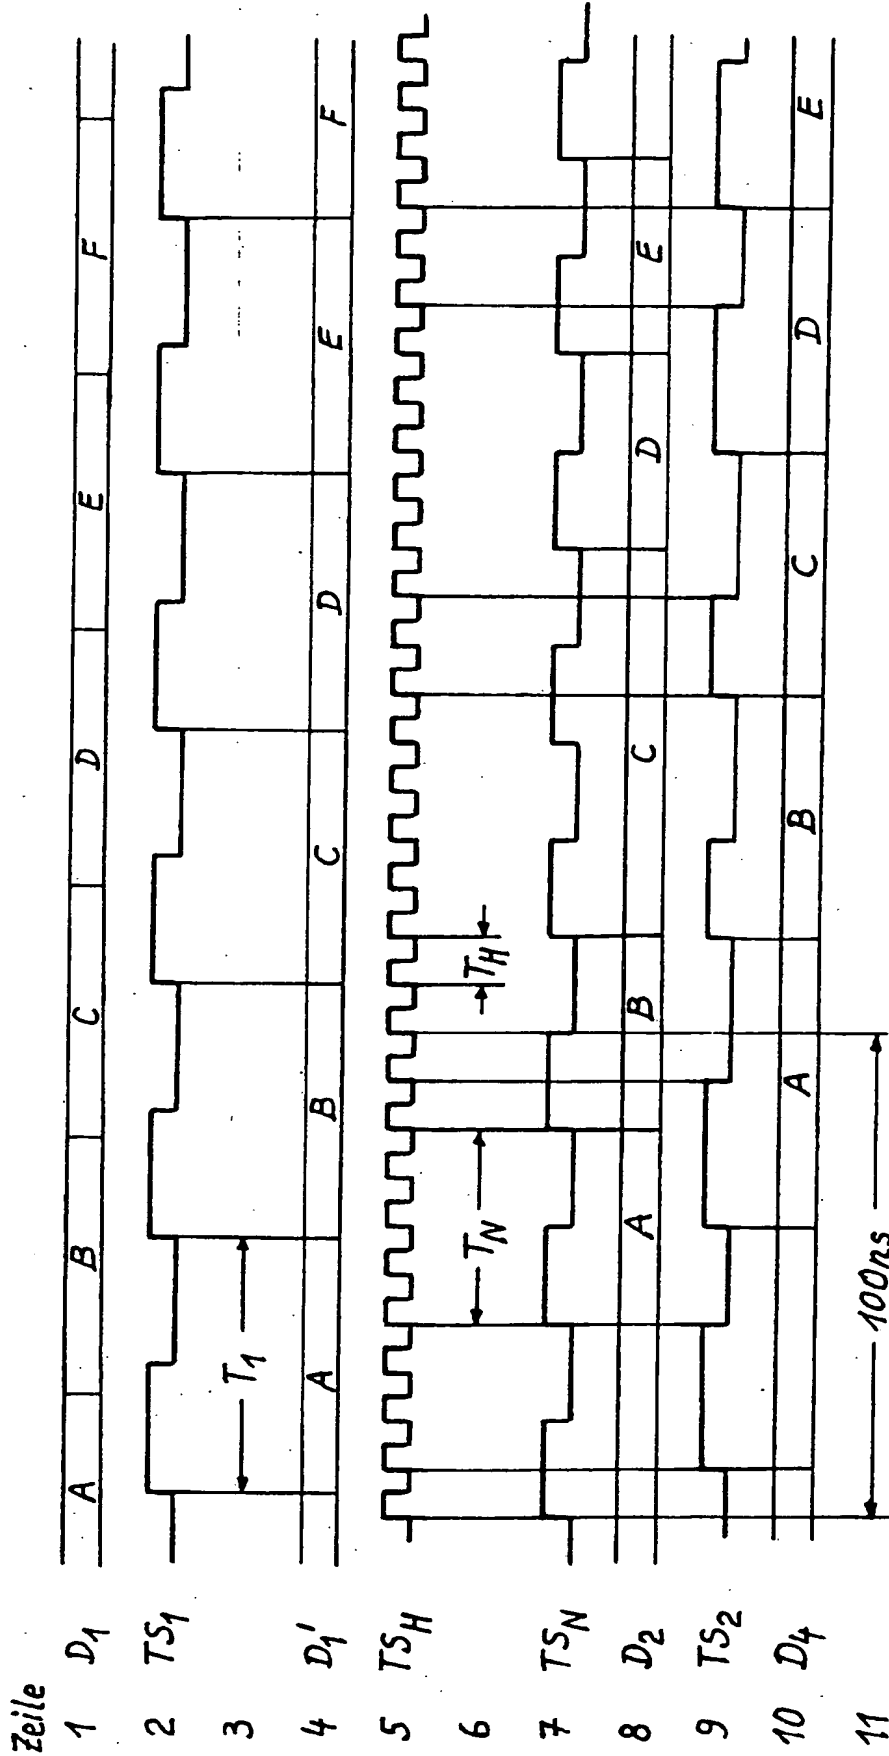 Zeile
1 D1 A B C D E F
2 TS1
3 T1
4 D1' A B C D E F
5 TSH
6 TN TH
7 TSN
8 D2 A B C D E
9 TS2
10 D4 A B C D E
11 100ns